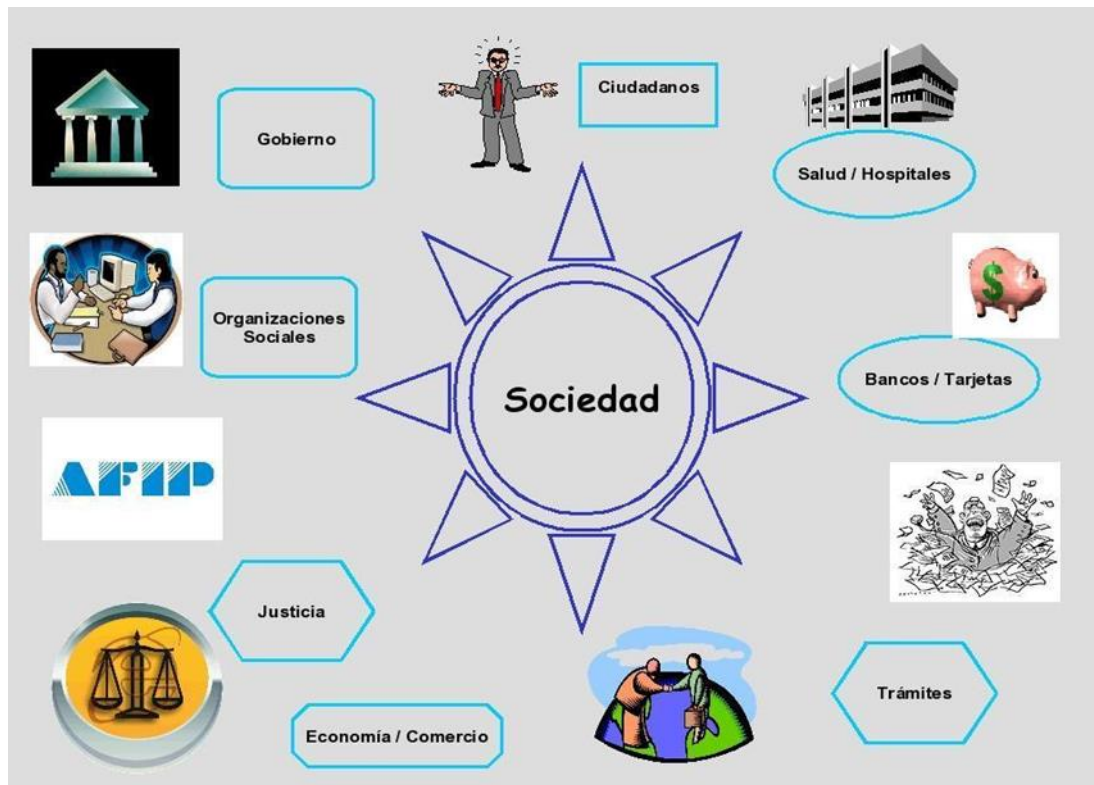 Ciudadanos
Gobierno
Salud / Hospitales
Organizaciones
Sociales
Bancos / Tarjetas
Sociedad
AFIP
$
Justicia
Trámites
Economía / Comercio